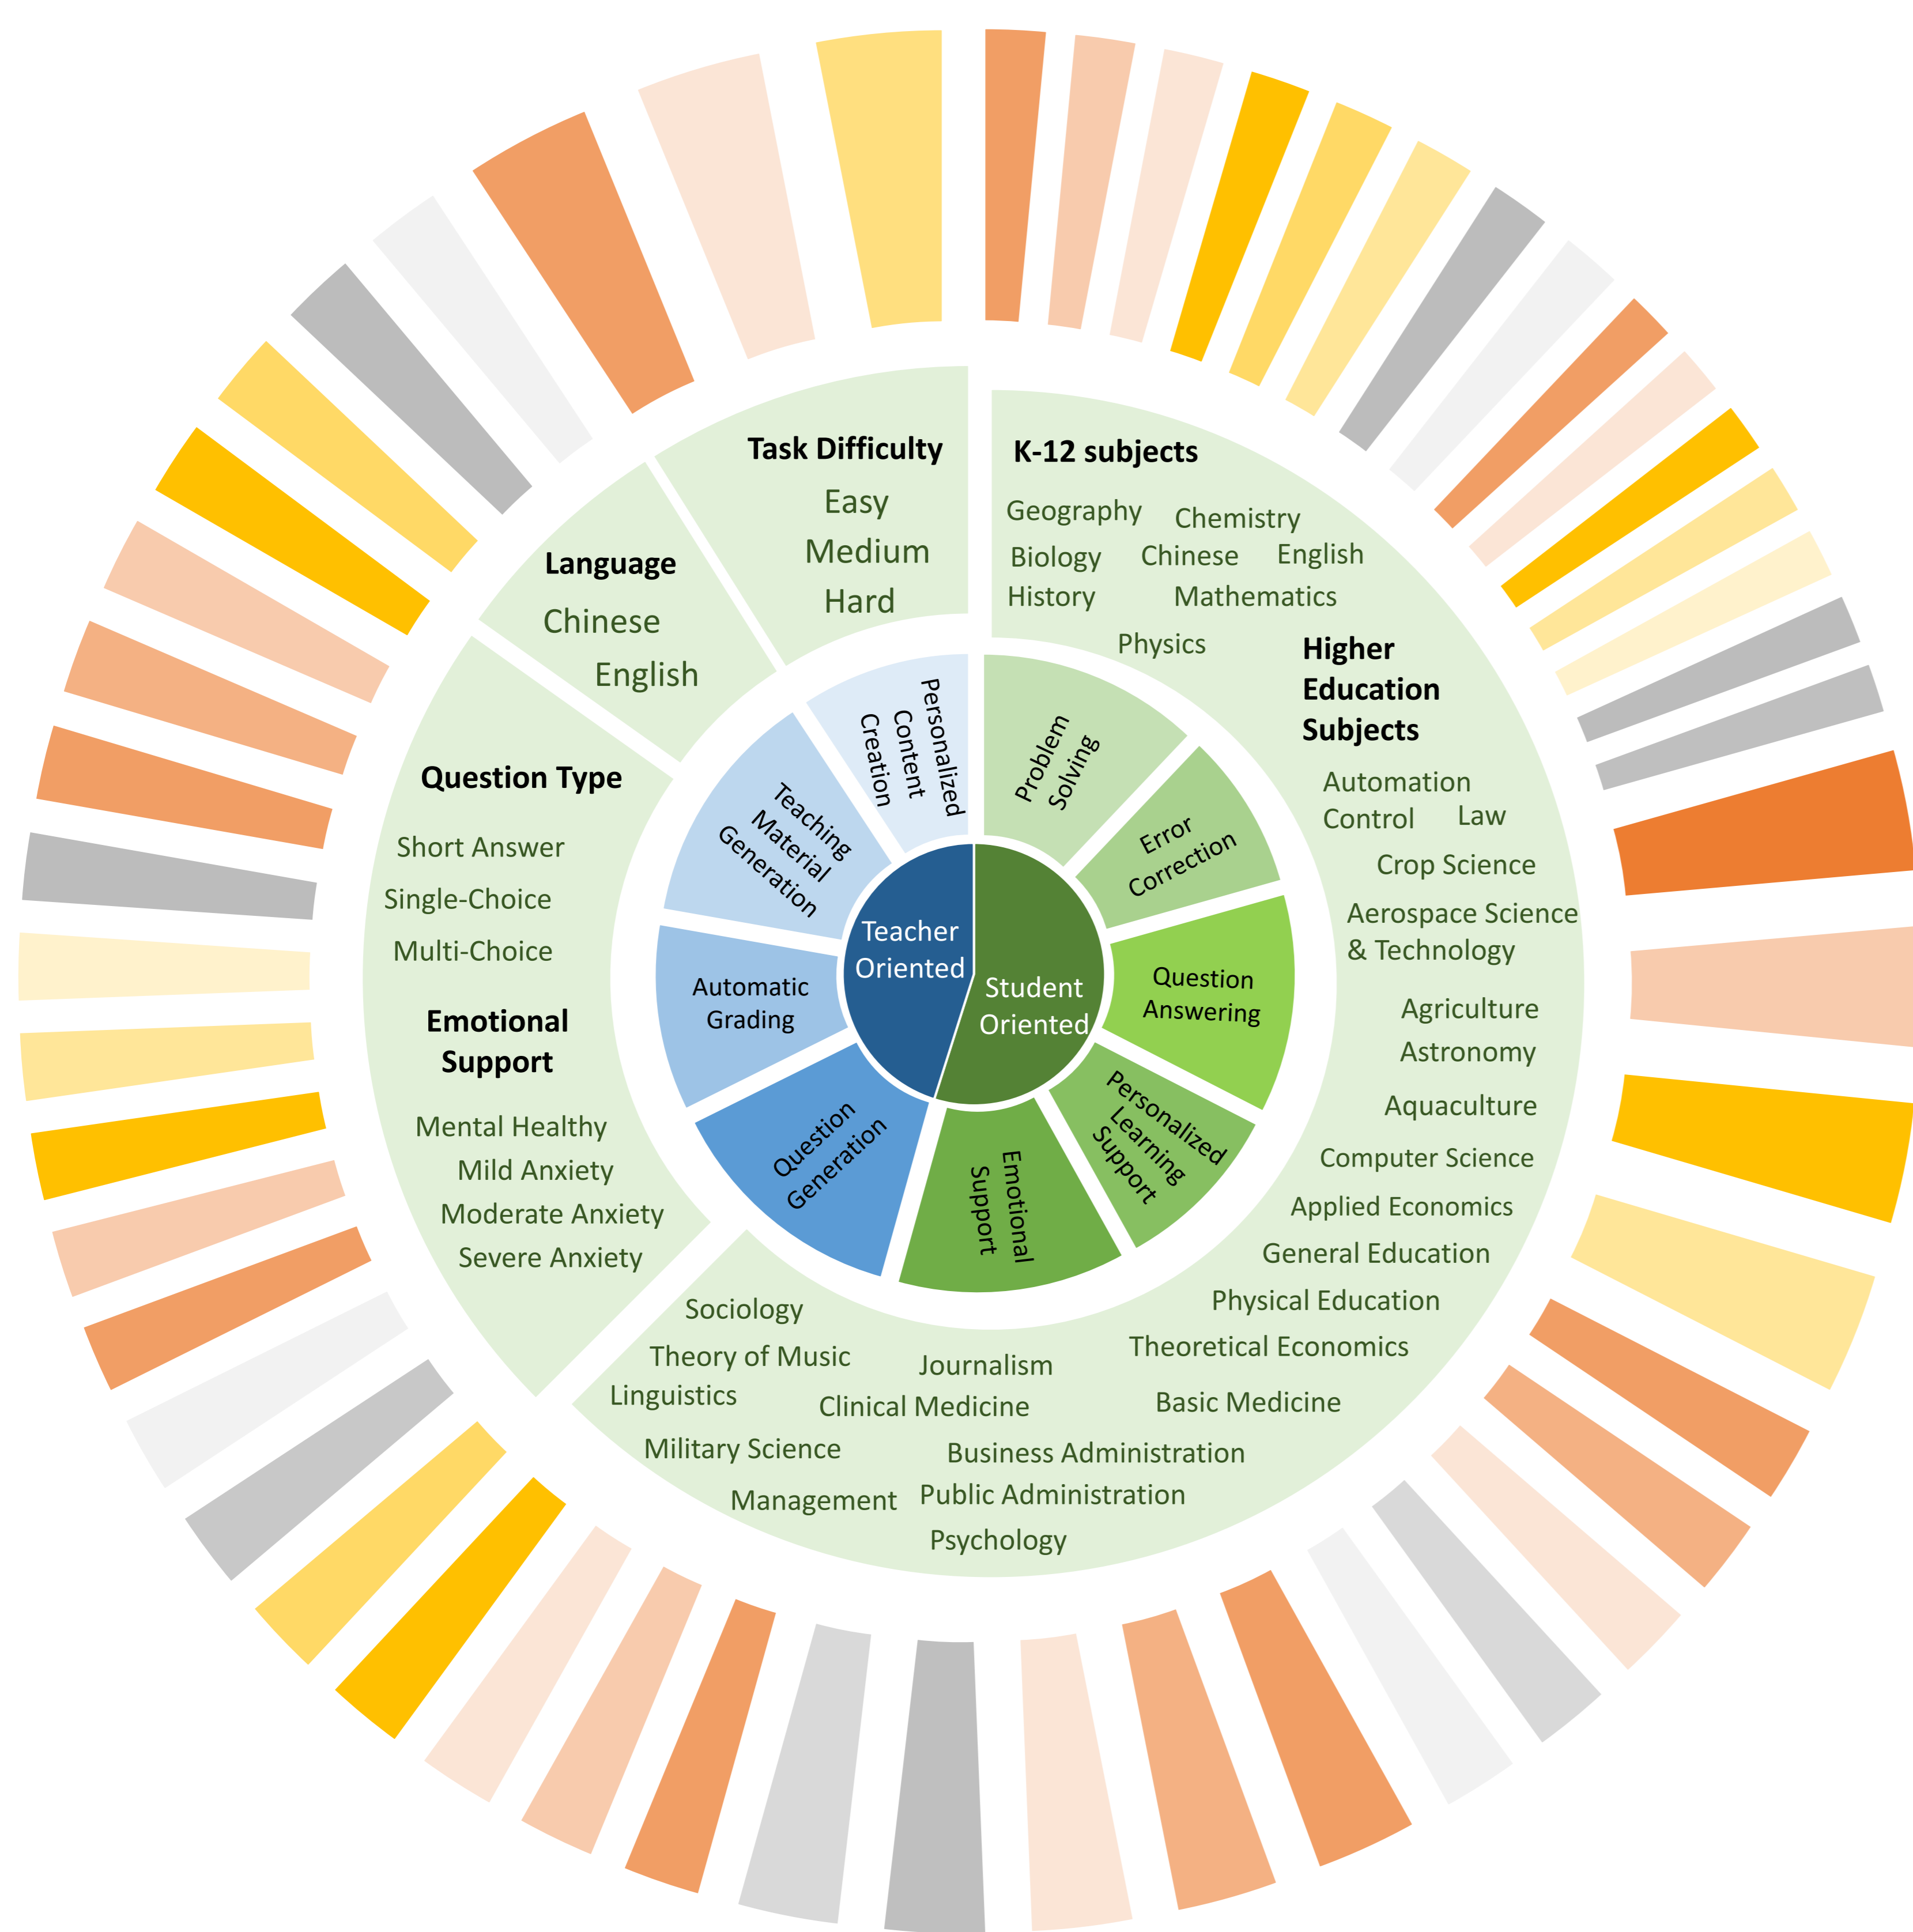 Task Difficulty
Easy
Medium
Hard
K-12 subjects
Geography
Chemistry
Biology
Chinese
English
History
Mathematics
Physics
Higher
Education
Subjects
Automation
Control
Law
Crop Science
Aerospace Science
& Technology
Agriculture
Astronomy
Aquaculture
Computer Science
Applied Economics
General Education
Physical Education
Theoretical Economics
Basic Medicine
Journalism
Clinical Medicine
Business Administration
Public Administration
Psychology
Sociology
Theory of Music
Linguistics
Military Science
Management
Language
Chinese
English
Question Type
Short Answer
Single-Choice
Multi-Choice
Emotional
Support
Mental Healthy
Mild Anxiety
Moderate Anxiety
Severe Anxiety
Personalized
Content
Creation
Teaching
Material
Generation
Automatic
Grading
Question
Generation
Problem
Solving
Error
Correction
Question
Answering
Personalized
Learning
Support
Emotional
Support
Teacher
Oriented
Student
Oriented